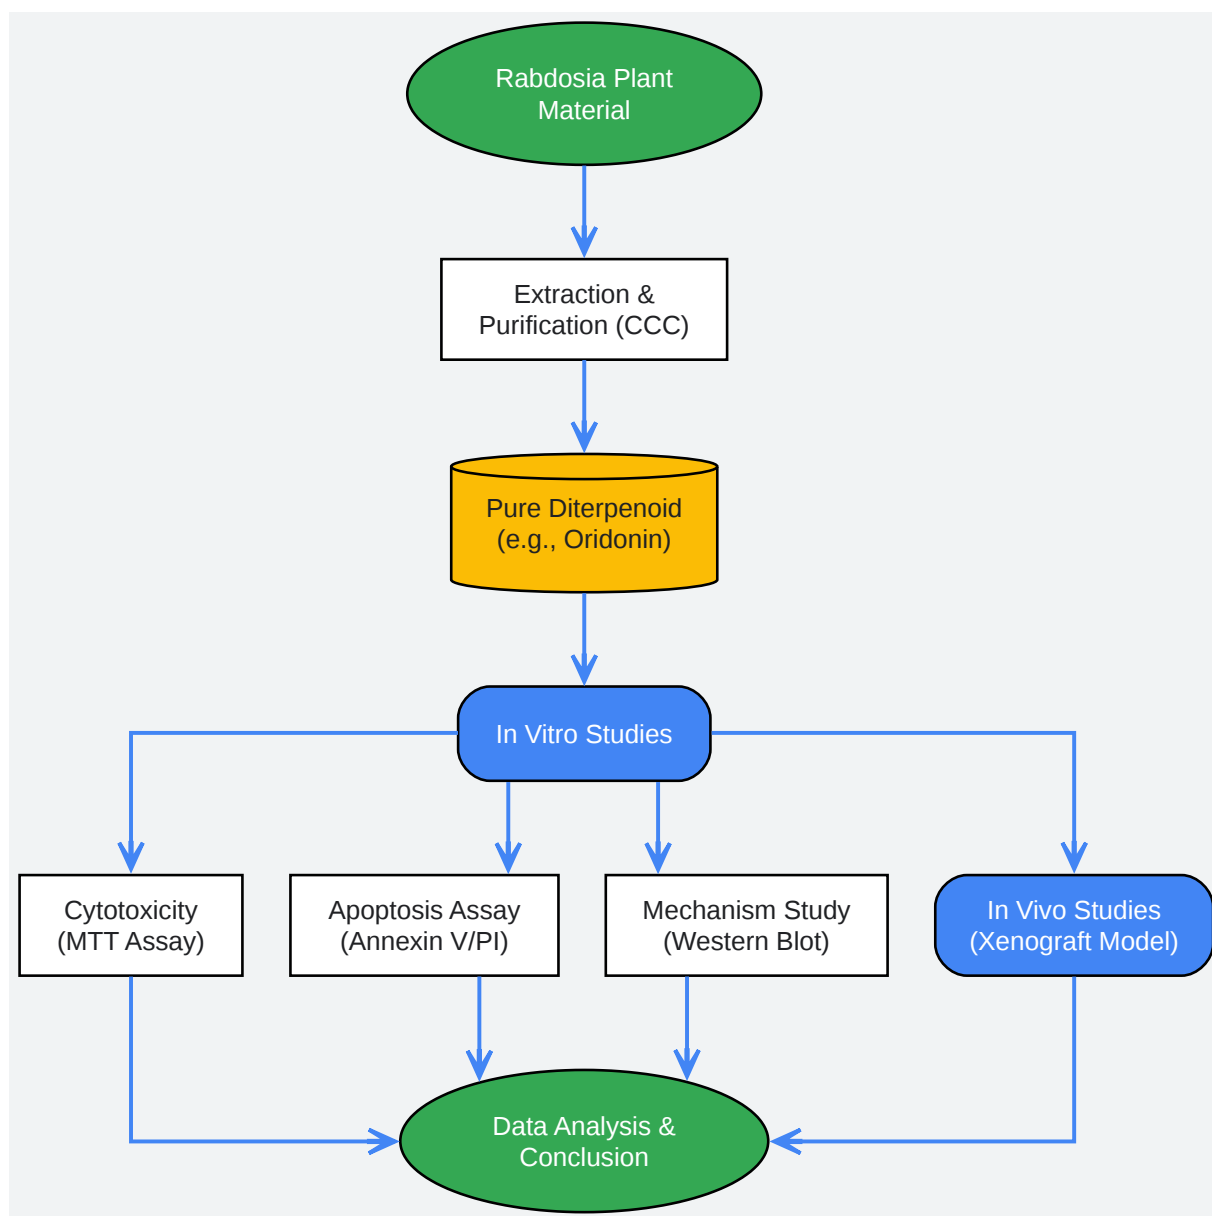 Rabdosia Plant
Material
Extraction &
Purification (CCC)
Pure Diterpenoid
(e.g., Oridonin)
In Vitro Studies
Cytotoxicity
(MTT Assay)
Apoptosis Assay
(Annexin V/PI)
Mechanism Study
(Western Blot)
In Vivo Studies
(Xenograft Model)
Data Analysis &
Conclusion